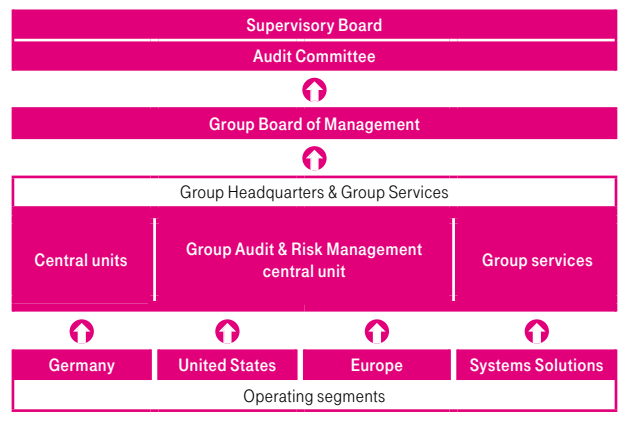 Supervisory Board
Audit Committee
Group Board of Management
Group Headquarters & Group Services
Central units
Group Audit & Risk Management
central unit
Group services
Germany
United States
Europe
Systems Solutions
Operating segments